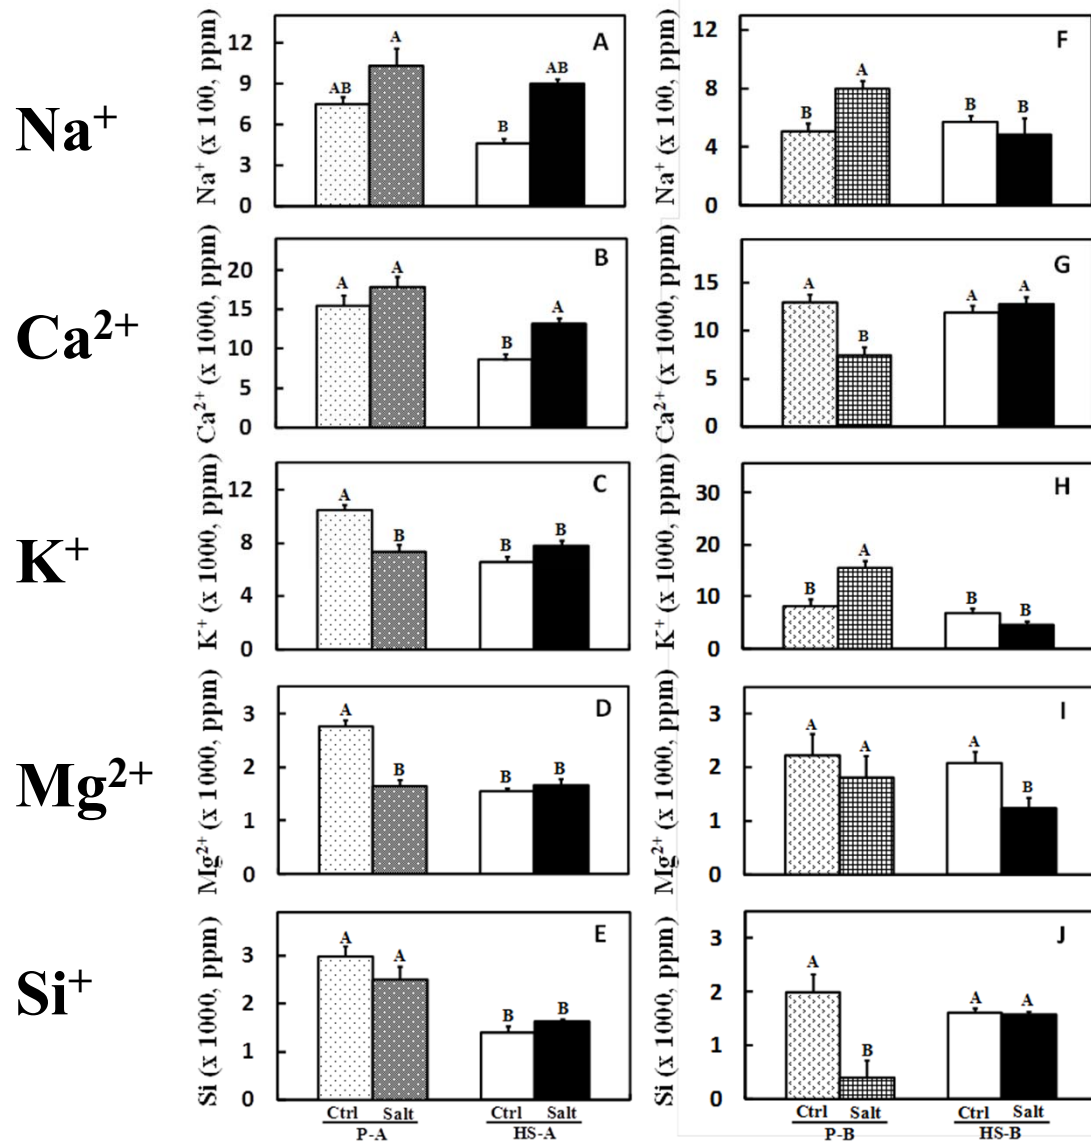 Na⁺
Na⁺ (x 100, ppm)
12
9
6
3
0
A
AB
A
B
AB
Na⁺ (x 100, ppm)
12
8
4
0
F
B
A
B
B
Ca²⁺
Ca²⁺ (x 1000, ppm)
20
15
10
5
0
B
A
A
B
A
Ca²⁺ (x 1000, ppm)
15
10
5
0
G
A
B
A
A
K⁺
K⁺ (x 1000, ppm)
12
8
4
0
C
A
B
B
B
K⁺ (x 1000, ppm)
30
20
10
0
H
B
A
B
B
Mg²⁺
Mg²⁺ (x 1000, ppm)
3
2
1
0
D
A
B
B
B
Mg²⁺ (x 1000, ppm)
3
2
1
0
I
A
A
A
B
Si⁺
Si (x 1000, ppm)
3
2
1
0
E
A
A
B
B
Si (x 1000, ppm)
3
2
1
0
J
A
B
A
A
Ctrl Salt Ctrl Salt
P-A HS-A
Ctrl Salt Ctrl Salt
P-B HS-B